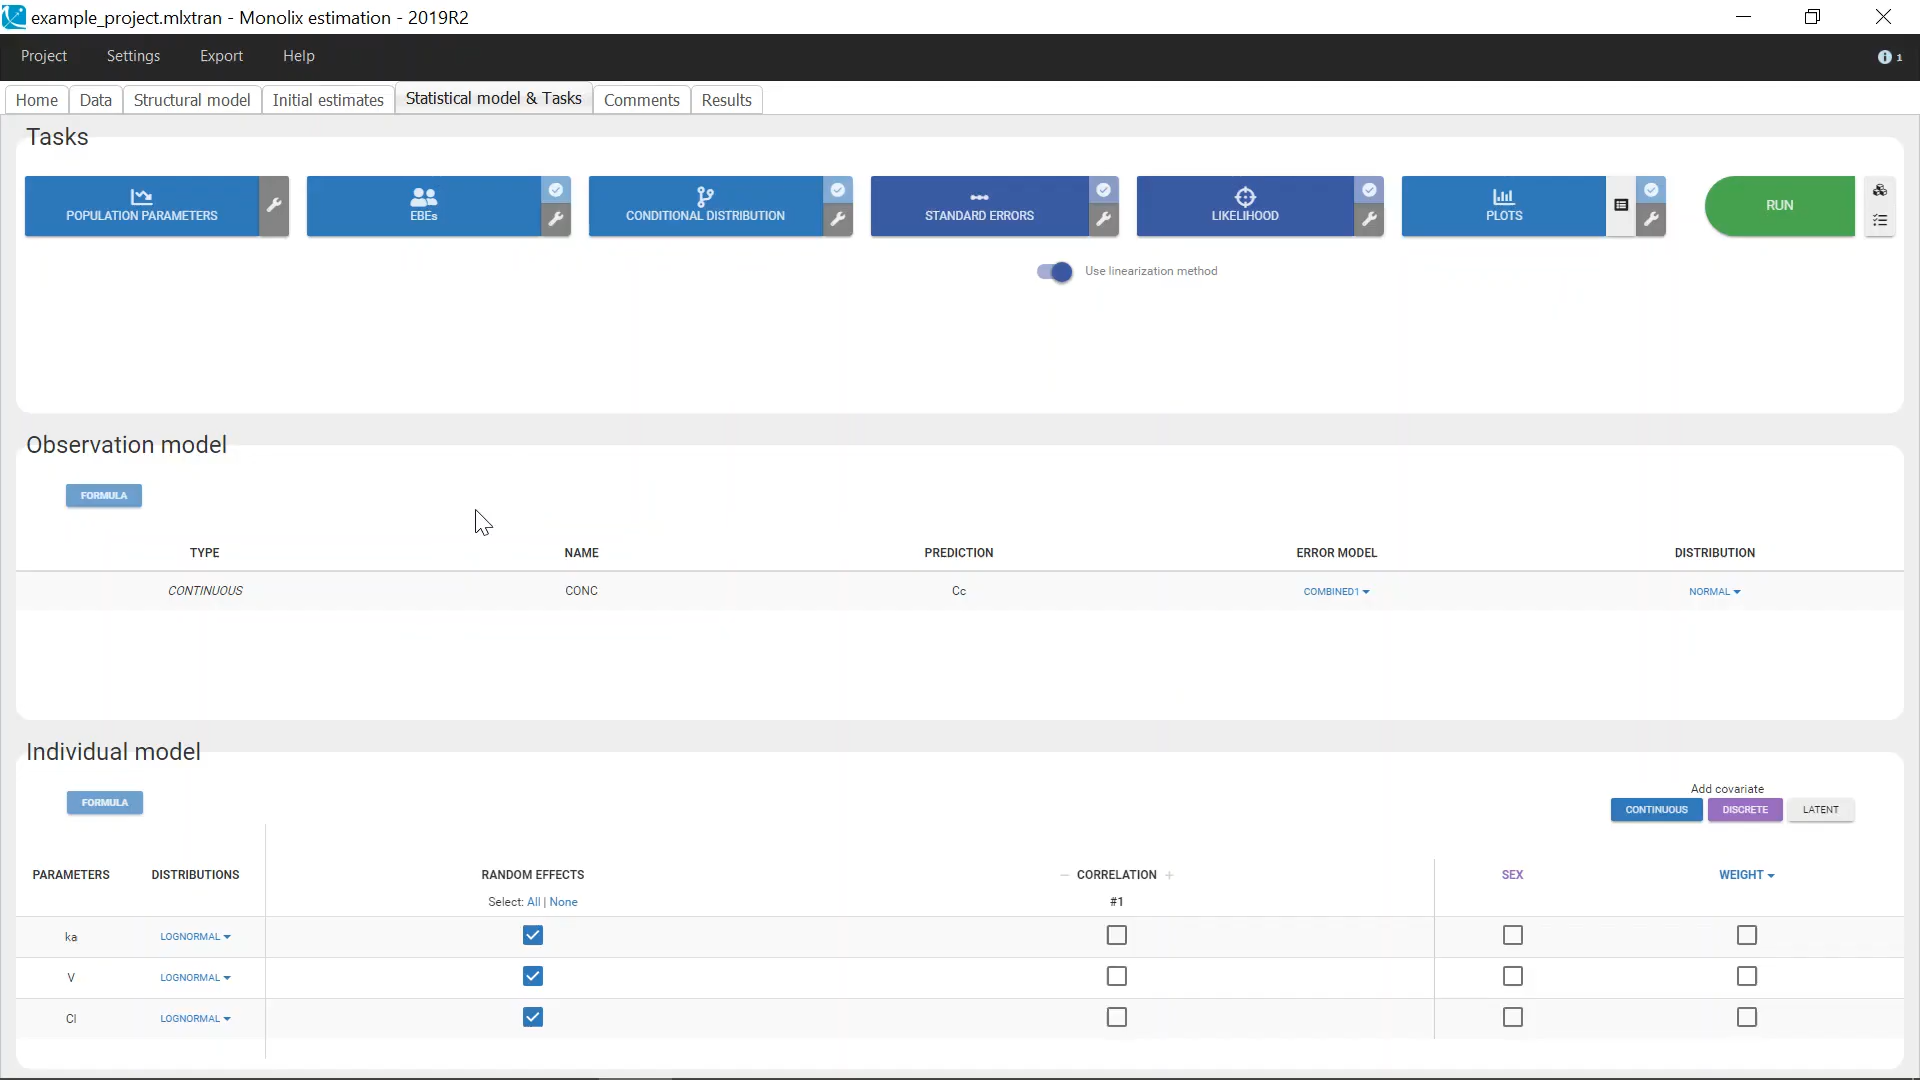 example_project.mlxtran - Monolix estimation - 2019R2
Project Settings Export Help 1
Home Data Structural model Initial estimates Statistical model & Tasks Comments Results
Tasks
POPULATION PARAMETERS EBEs CONDITIONAL DISTRIBUTION STANDARD ERRORS LIKELIHOOD PLOTS RUN
Use linearization method
Observation model
FORMULA
TYPE NAME PREDICTION ERROR MODEL DISTRIBUTION
CONTINUOUS CONC Cc COMBINED1 NORMAL
Individual model
Add covariate
FORMULA CONTINUOUS DISCRETE LATENT
PARAMETERS DISTRIBUTIONS RANDOM EFFECTS − CORRELATION + SEX WEIGHT
Select: All | None #1
ka LOGNORMAL
V LOGNORMAL
Cl LOGNORMAL